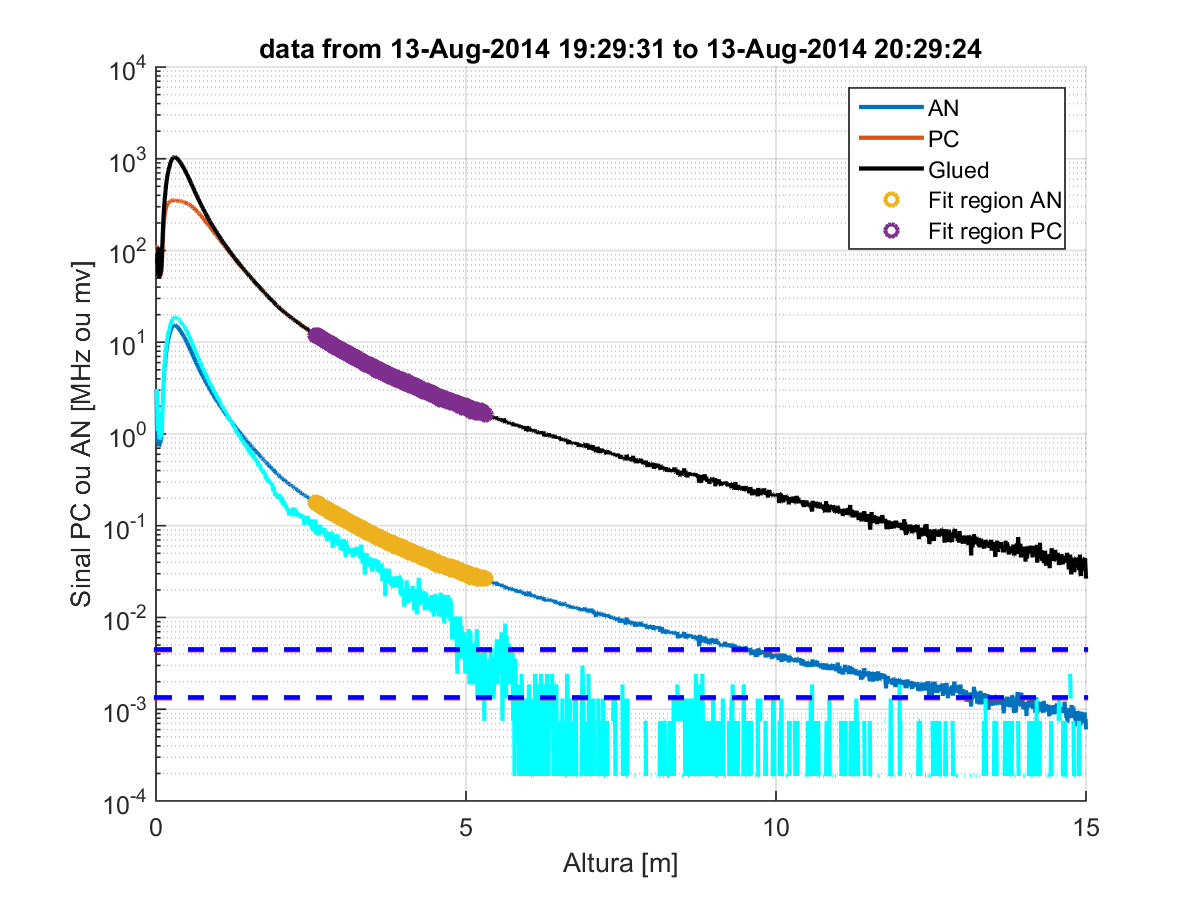 data from 13-Aug-2014 19:29:31 to 13-Aug-2014 20:29:24
AN
PC
Glued
Fit region AN
Fit region PC
Sinal PC ou AN [MHz ou mv]
10^4
10^3
10^2
10^1
10^0
10^-1
10^-2
10^-3
10^-4
0 5 10 15
Altura [m]